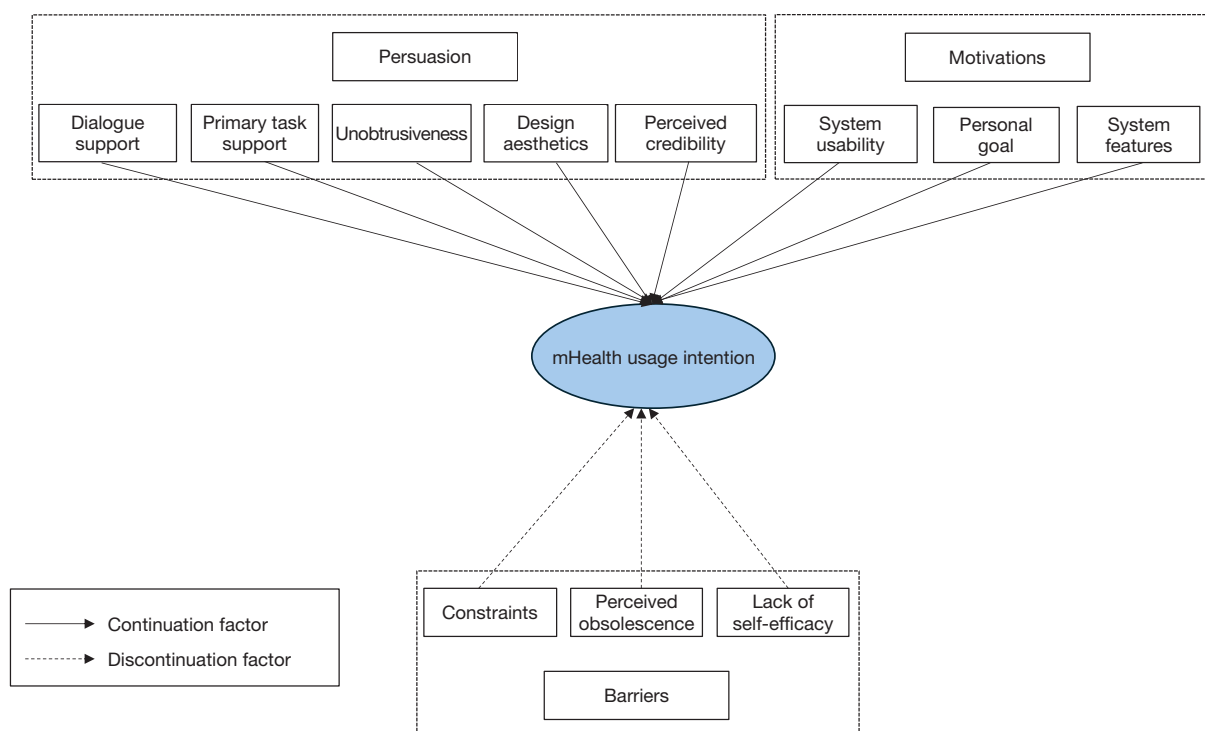 Persuasion
Motivations
Dialogue
support
Primary task
support
Unobtrusiveness
Design
aesthetics
Perceived
credibility
System
usability
Personal
goal
System
features
mHealth usage intention
Constraints
Perceived
obsolescence
Lack of
self-efficacy
Barriers
Continuation factor
Discontinuation factor